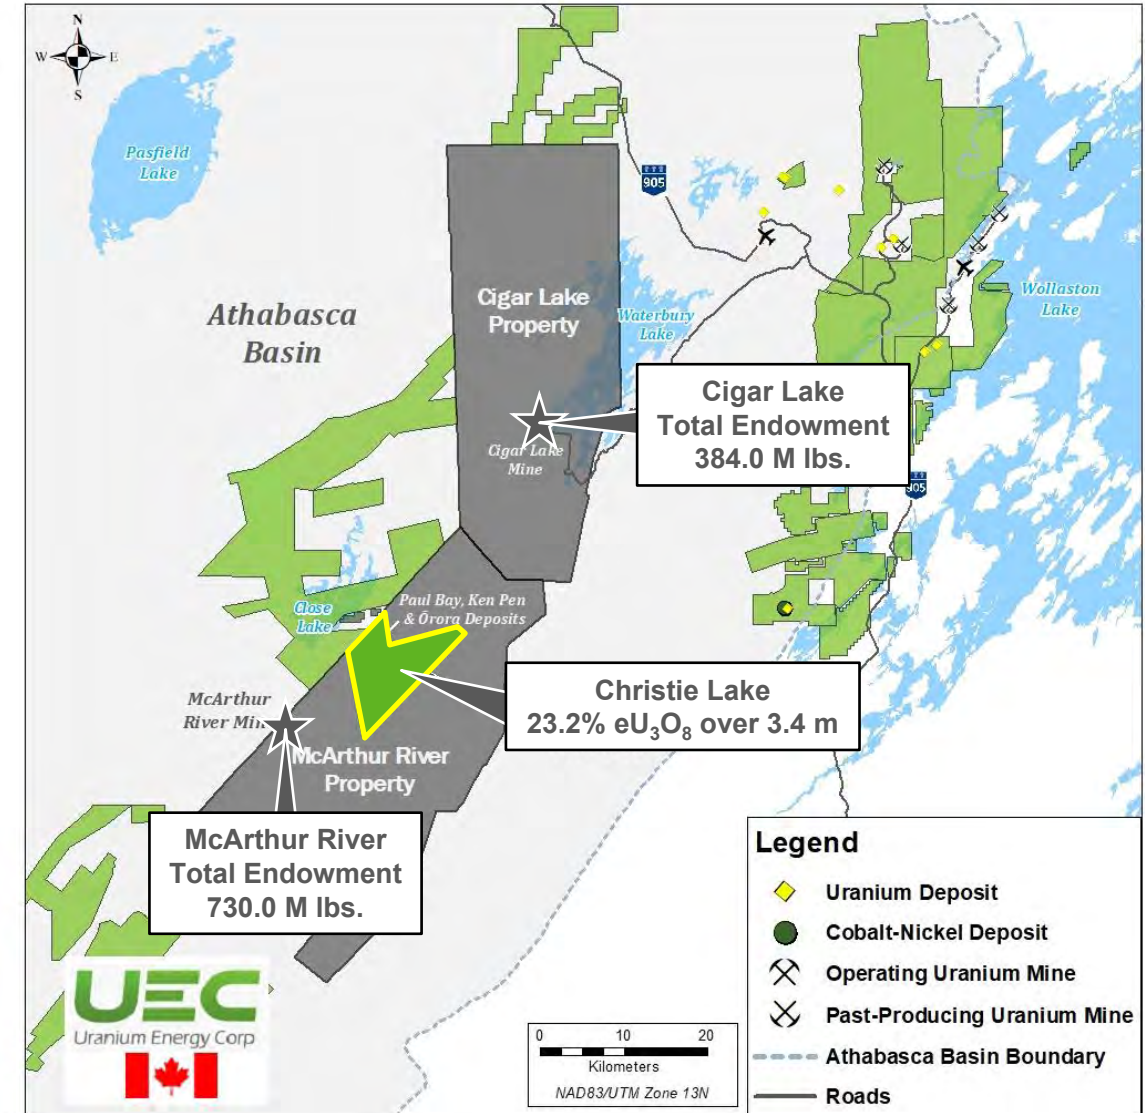 N
W E
S
Pasfield
Lake
905
Cigar Lake
Property
Waterbury
Lake
Wollaston
Lake
Athabasca
Basin
Cigar Lake
Total Endowment
384.0 M lbs.
Cigar Lake
Mine
905
Paul Bay, Ken Pen
& Ōrora Deposits
Close
Lake
Christie Lake
23.2% eU₃O₈ over 3.4 m
McArthur
River Min
McArthur River
Property
McArthur River
Total Endowment
730.0 M lbs.
Legend
Uranium Deposit
Cobalt-Nickel Deposit
Operating Uranium Mine
Past-Producing Uranium Mine
Athabasca Basin Boundary
Roads
UEC
Uranium Energy Corp
0 10 20
Kilometers
NAD83/UTM Zone 13N